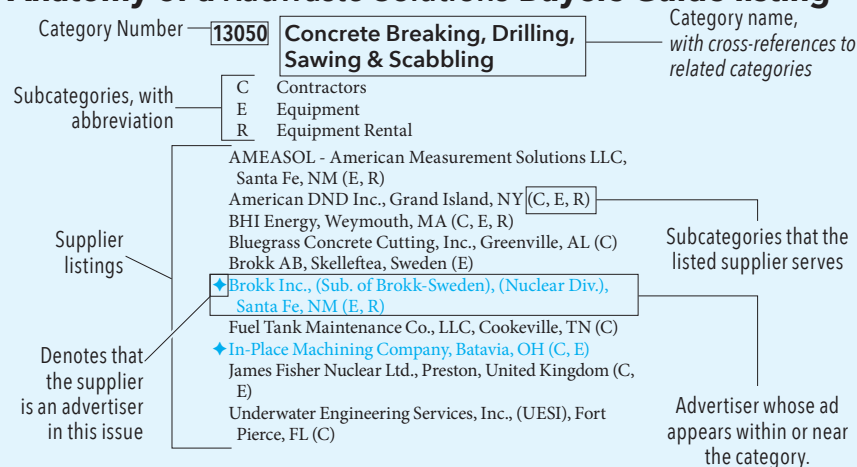 Anatomy of a Radwaste Solutions Buyers Guide listing
Category Number
13050
Concrete Breaking, Drilling,
Sawing & Scabbling
Category name,
with cross-references to
related categories
Subcategories, with
abbreviation
C Contractors
E Equipment
R Equipment Rental
Supplier
listings
AMEASOL - American Measurement Solutions LLC,
Santa Fe, NM (E, R)
American DND Inc., Grand Island, NY (C, E, R)
BHI Energy, Weymouth, MA (C, E, R)
Bluegrass Concrete Cutting, Inc., Greenville, AL (C)
Brokk AB, Skelleftea, Sweden (E)
✦Brokk Inc., (Sub. of Brokk-Sweden), (Nuclear Div.),
Santa Fe, NM (E, R)
Fuel Tank Maintenance Co., LLC, Cookeville, TN (C)
✦In-Place Machining Company, Batavia, OH (C, E)
James Fisher Nuclear Ltd., Preston, United Kingdom (C,
E)
Underwater Engineering Services, Inc., (UESI), Fort
Pierce, FL (C)
Subcategories that the
listed supplier serves
Denotes that
the supplier
is an advertiser
in this issue
Advertiser whose ad
appears within or near
the category.